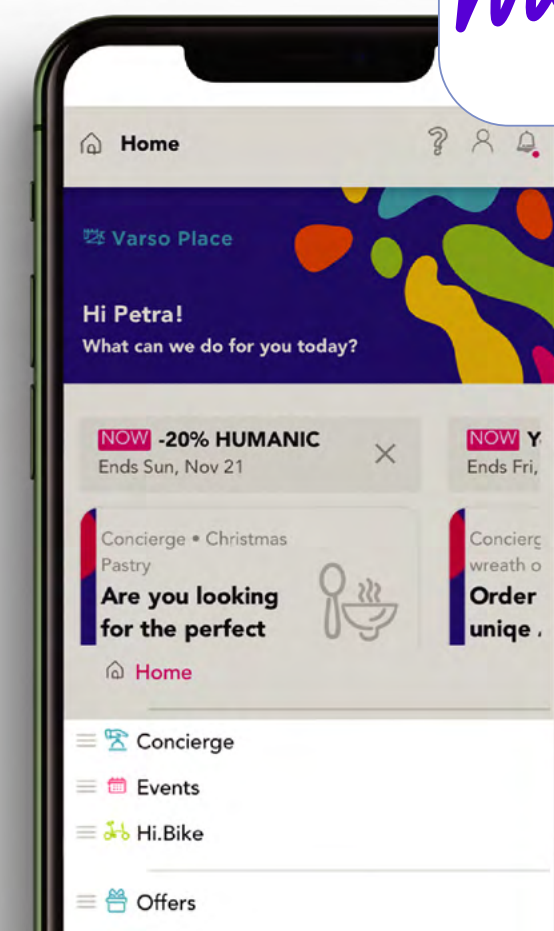 Home
Varso Place
Hi Petra!
What can we do for you today?
NOW -20% HUMANIC
Ends Sun, Nov 21
NOW
Ends Fri,
Concierge • Christmas
Pastry
Are you looking
for the perfect
wreath
Order
uniqe
Home
Concierge
Events
Hi.Bike
Offers